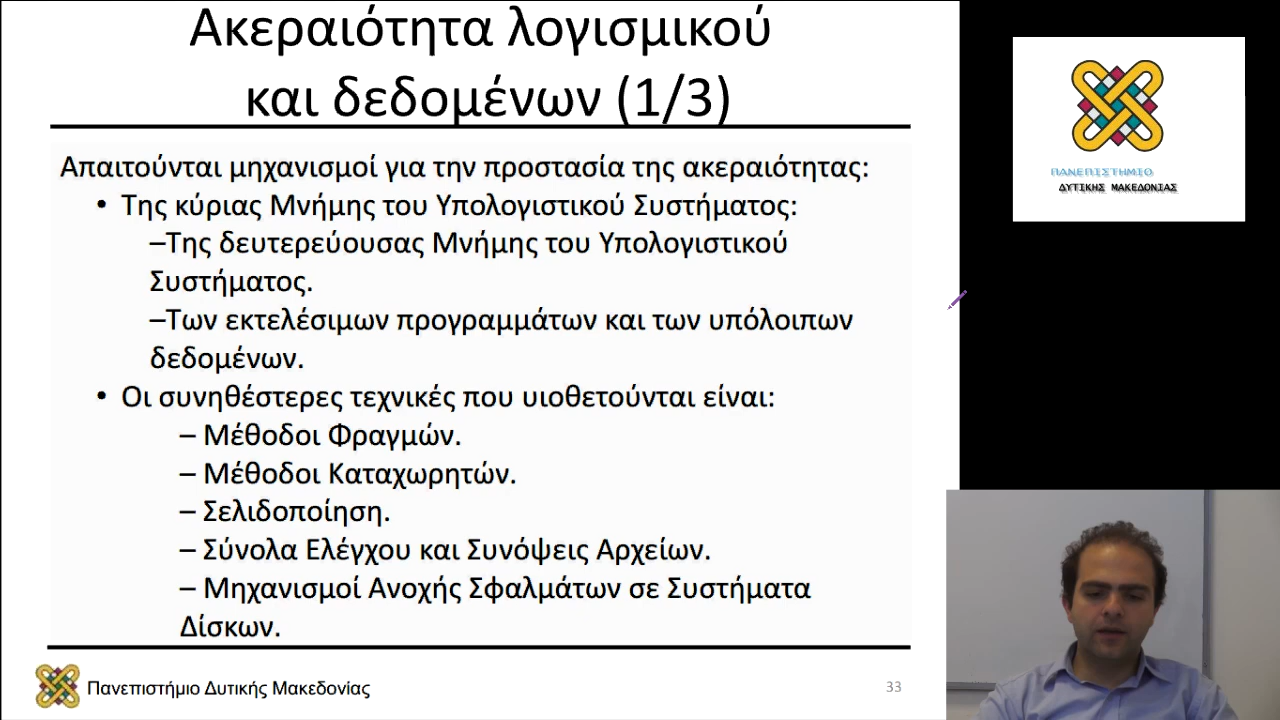 Ακεραιότητα λογισμικού
και δεδομένων (1/3)
Απαιτούνται μηχανισμοί για την προστασία της ακεραιότητας:
• Της κύριας Μνήμης του Υπολογιστικού Συστήματος:
–Της δευτερεύουσας Μνήμης του Υπολογιστικού
Συστήματος.
–Των εκτελέσιμων προγραμμάτων και των υπόλοιπων
δεδομένων.
• Οι συνηθέστερες τεχνικές που υιοθετούνται είναι:
– Μέθοδοι Φραγμών.
– Μέθοδοι Καταχωρητών.
– Σελιδοποίηση.
– Σύνολα Ελέγχου και Συνόψεις Αρχείων.
– Μηχανισμοί Ανοχής Σφαλμάτων σε Συστήματα
Δίσκων.
Πανεπιστήμιο Δυτικής Μακεδονίας
33
ΠΑΝΕΠΙΣΤΗΜΙΟ
ΔΥΤΙΚΗΣ ΜΑΚΕΔΟΝΙΑΣ